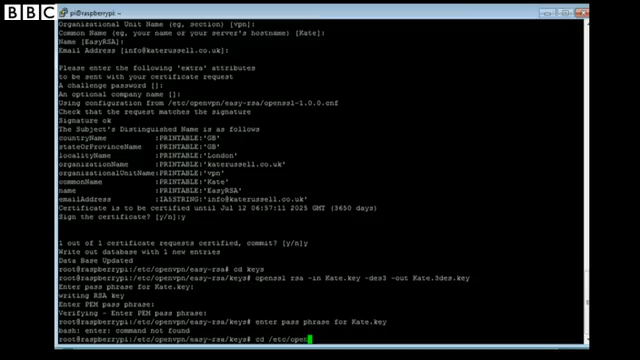 BBC
pi@raspberrypi: ~
Organizational Unit Name (eg, section) [vpn]:
Common Name (eg, your name or your server's hostname) [Kate]:
Name [EasyRSA]:
Email Address [info@katerussell.co.uk]:
Please enter the following 'extra' attributes
to be sent with your certificate request
A challenge password []:
An optional company name []:
Using configuration from /etc/openvpn/easy-rsa/openssl-1.0.0.cnf
Check that the request matches the signature
Signature ok
The Subject's Distinguished Name is as follows
countryName :PRINTABLE:'GB'
stateOrProvinceName :PRINTABLE:'GB'
localityName :PRINTABLE:'London'
organizationName :PRINTABLE:'katerussell.co.uk'
organizationalUnitName:PRINTABLE:'vpn'
commonName :PRINTABLE:'Kate'
name :PRINTABLE:'EasyRSA'
emailAddress :IA5STRING:'info@katerussell.co.uk'
Certificate is to be certified until Jul 12 06:57:11 2025 GMT (3650 days)
Sign the certificate? [y/n]:y
1 out of 1 certificate requests certified, commit? [y/n]y
Write out database with 1 new entries
Data Base Updated
root@raspberrypi:/etc/openvpn/easy-rsa# cd keys
root@raspberrypi:/etc/openvpn/easy-rsa/keys# openssl rsa -in Kate.key -des3 -out Kate.3des.key
Enter pass phrase for Kate.key:
writing RSA key
Enter PEM pass phrase:
Verifying - Enter PEM pass phrase:
root@raspberrypi:/etc/openvpn/easy-rsa/keys# enter pass phrase for Kate.key
bash: enter: command not found
root@raspberrypi:/etc/openvpn/easy-rsa/keys# cd /etc/open